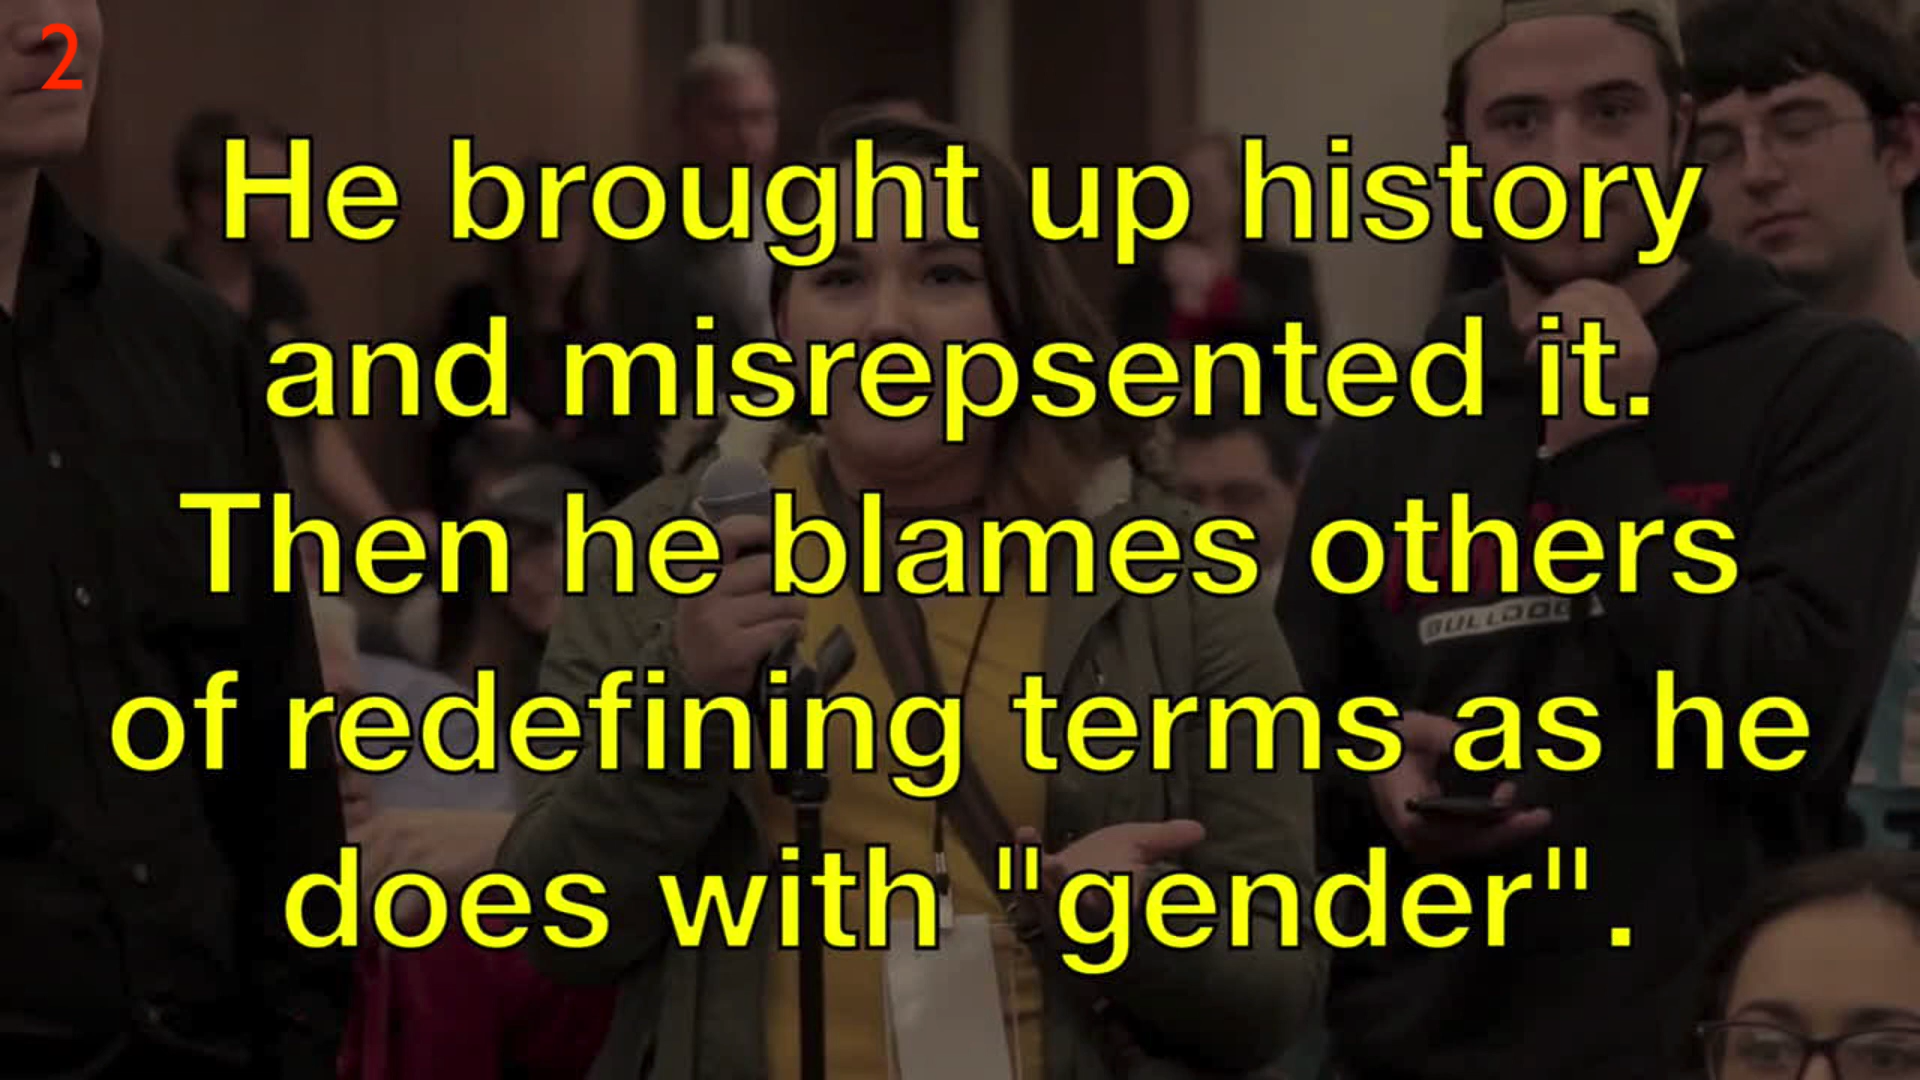 2
He brought up history
and misrepsented it.
Then he blames others
of redefining terms as he
does with "gender".
BULLDOGS